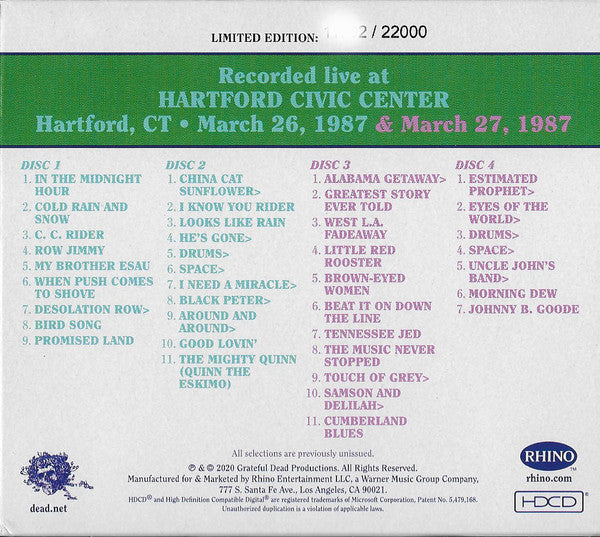 LIMITED EDITION: / 22000
Recorded live at
HARTFORD CIVIC CENTER
Hartford, CT • March 26, 1987 & March 27, 1987
DISC 1
1. IN THE MIDNIGHT
HOUR
2. COLD RAIN AND
SNOW
3. C. C. RIDER
4. ROW JIMMY
5. MY BROTHER ESAU
6. WHEN PUSH COMES
TO SHOVE
7. DESOLATION ROW>
8. BIRD SONG
9. PROMISED LAND
DISC 2
1. CHINA CAT
SUNFLOWER>
2. I KNOW YOU RIDER
3. LOOKS LIKE RAIN
4. HE'S GONE>
5. DRUMS>
6. SPACE>
7. I NEED A MIRACLE>
8. BLACK PETER>
9. AROUND AND
AROUND>
10. GOOD LOVIN'
11. THE MIGHTY QUINN
(QUINN THE
ESKIMO)
DISC 3
1. ALABAMA GETAWAY>
2. GREATEST STORY
EVER TOLD
3. WEST L.A.
FADEAWAY
4. LITTLE RED
ROOSTER
5. BROWN-EYED
WOMEN
6. BEAT IT ON DOWN
THE LINE
7. TENNESSEE JED
8. THE MUSIC NEVER
STOPPED
9. TOUCH OF GREY>
10. SAMSON AND
DELILAH>
11. CUMBERLAND
BLUES
DISC 4
1. ESTIMATED
PROPHET>
2. EYES OF THE
WORLD>
3. DRUMS>
4. SPACE>
5. UNCLE JOHN'S
BAND>
6. MORNING DEW
7. JOHNNY B. GOODE
All selections are previously unissued.
℗ & © 2020 Grateful Dead Productions. All Rights Reserved.
Manufactured for & Marketed by Rhino Entertainment LLC, a Warner Music Group Company,
777 S. Santa Fe Ave., Los Angeles, CA 90021.
HDCD® and High Definition Compatible Digital® are registered trademarks of Microsoft Corporation, Patent No. 5,479,168.
Unauthorized duplication is a violation of applicable laws.
dead.net
RHINO™
rhino.com
HDCD